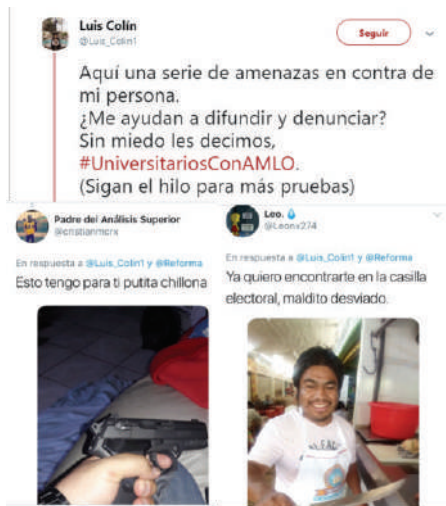 Luis Colín
@Luis_Colin1
Seguir
Aquí una serie de amenazas en contra de
mi persona.
¿Me ayudan a difundir y denunciar?
Sin miedo les decimos,
#UniversitariosConAMLO.
(Sigan el hilo para más pruebas)
Padre del Análisis Superior
@cristianmcrx
En respuesta a @Luis_Colin1 y @Reforma
Esto tengo para ti putita chillona
Leo.
@Leonx274
En respuesta a @Luis_Colin1 y @Reforma
Ya quiero encontrarte en la casilla
electoral, maldito desviado.